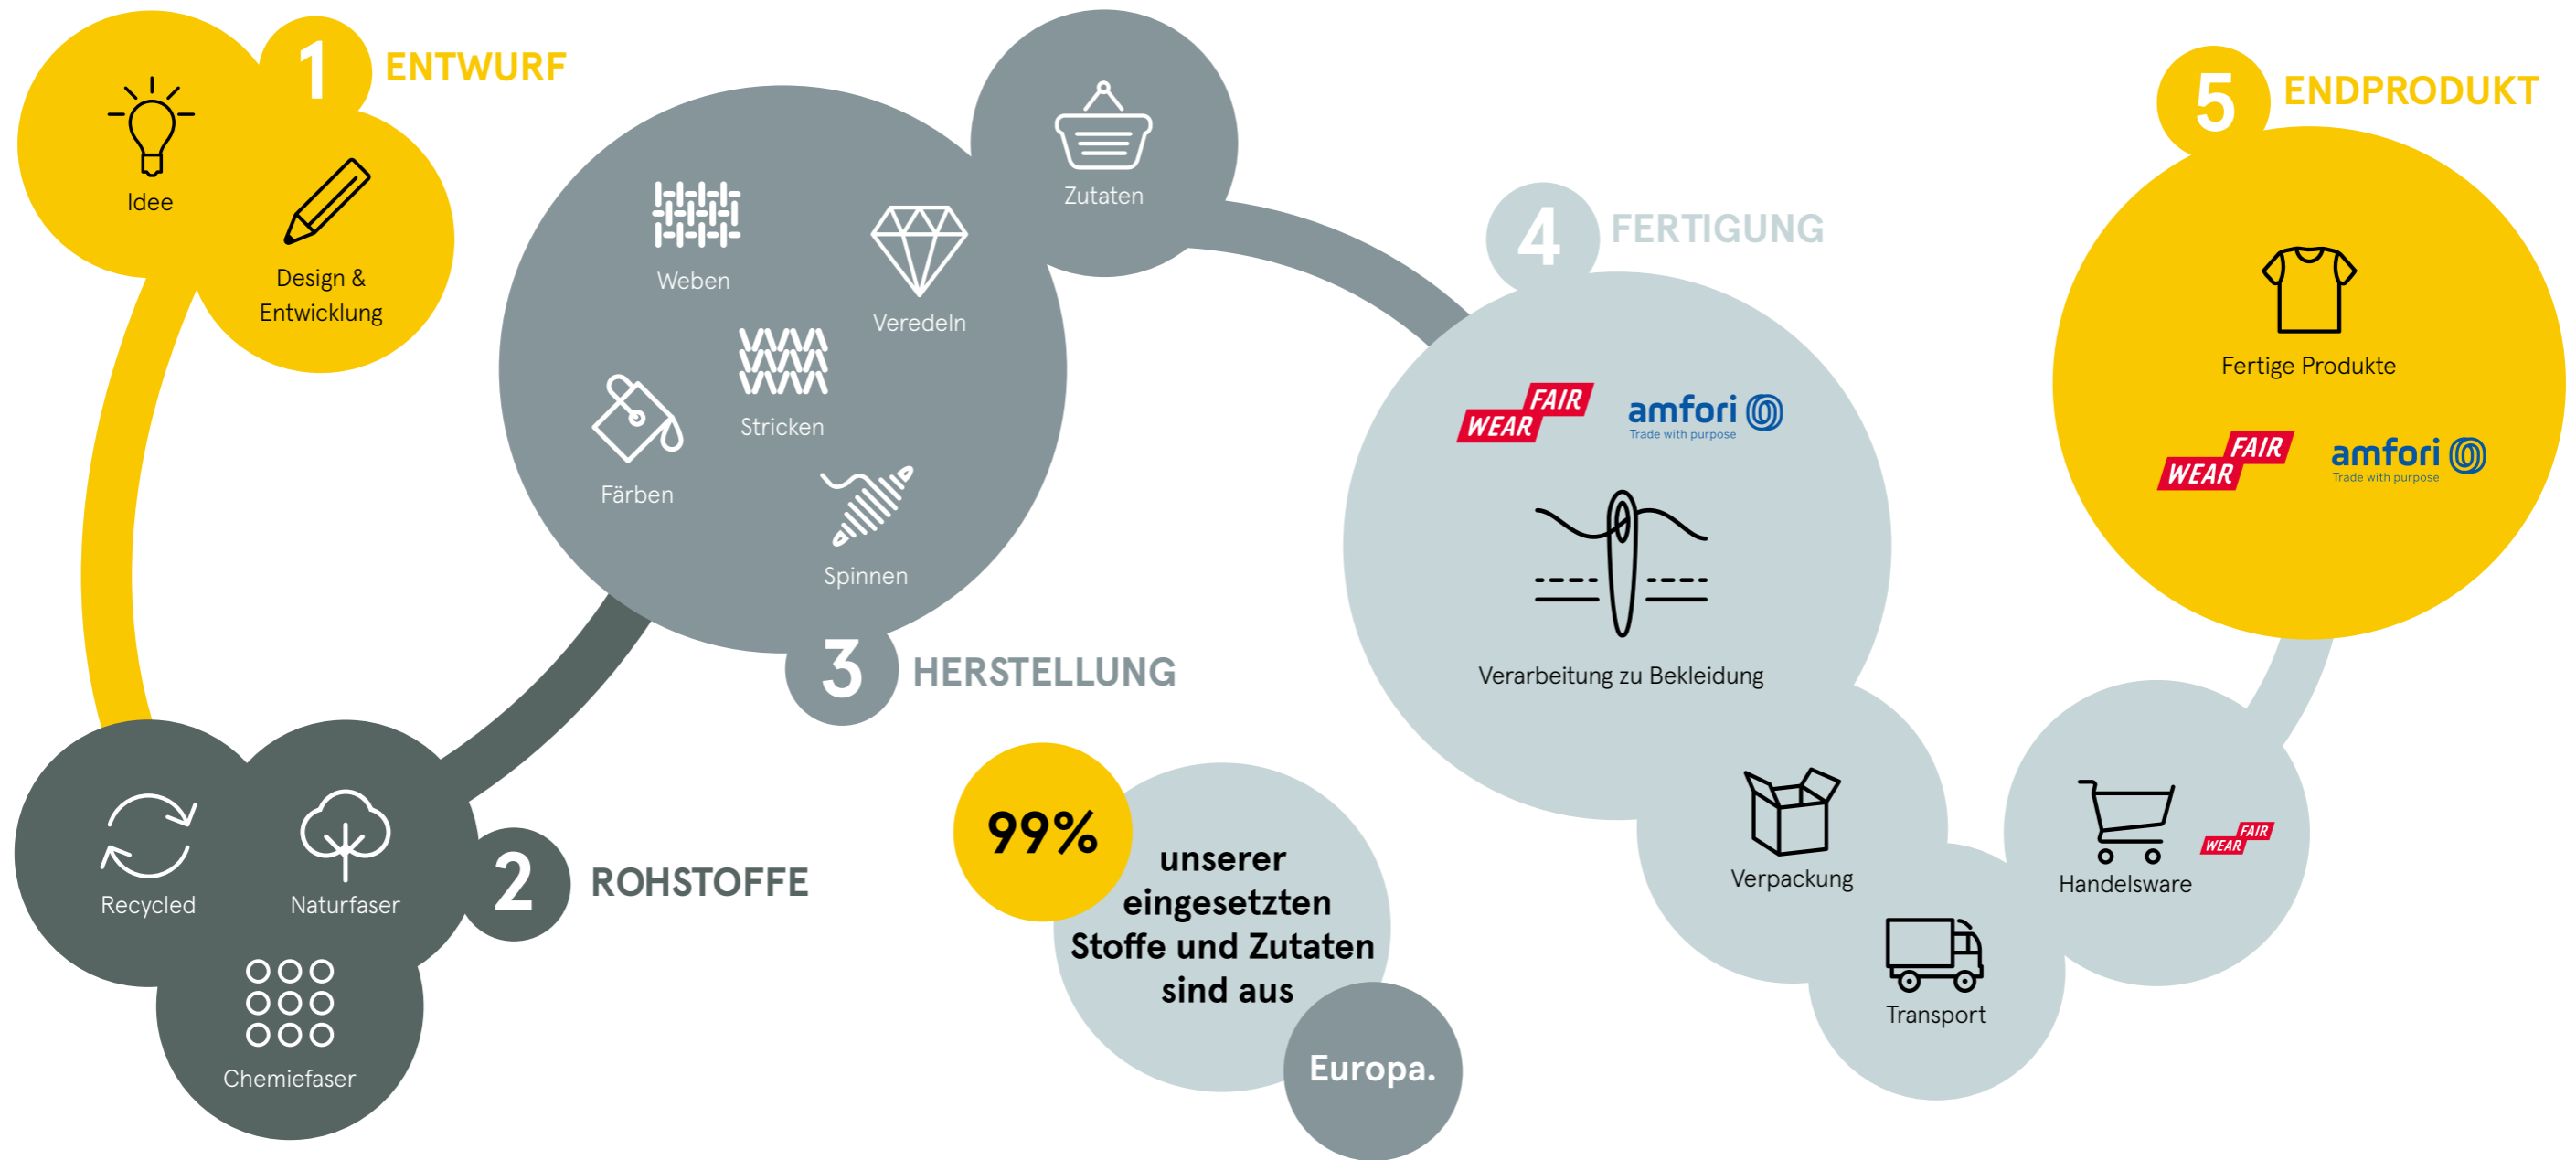 1 ENTWURF
Idee
Design &
Entwicklung
2 ROHSTOFFE
Recycled
Naturfaser
Chemiefaser
3 HERSTELLUNG
Weben
Veredeln
Stricken
Färben
Spinnen
Zutaten
4 FERTIGUNG
FAIR
WEAR
amfori
Trade with purpose
Verarbeitung zu Bekleidung
Verpackung
Transport
Handelsware
FAIR
WEAR
5 ENDPRODUKT
Fertige Produkte
FAIR
WEAR
amfori
Trade with purpose
99%
unserer
eingesetzten
Stoffe und Zutaten
sind aus
Europa.